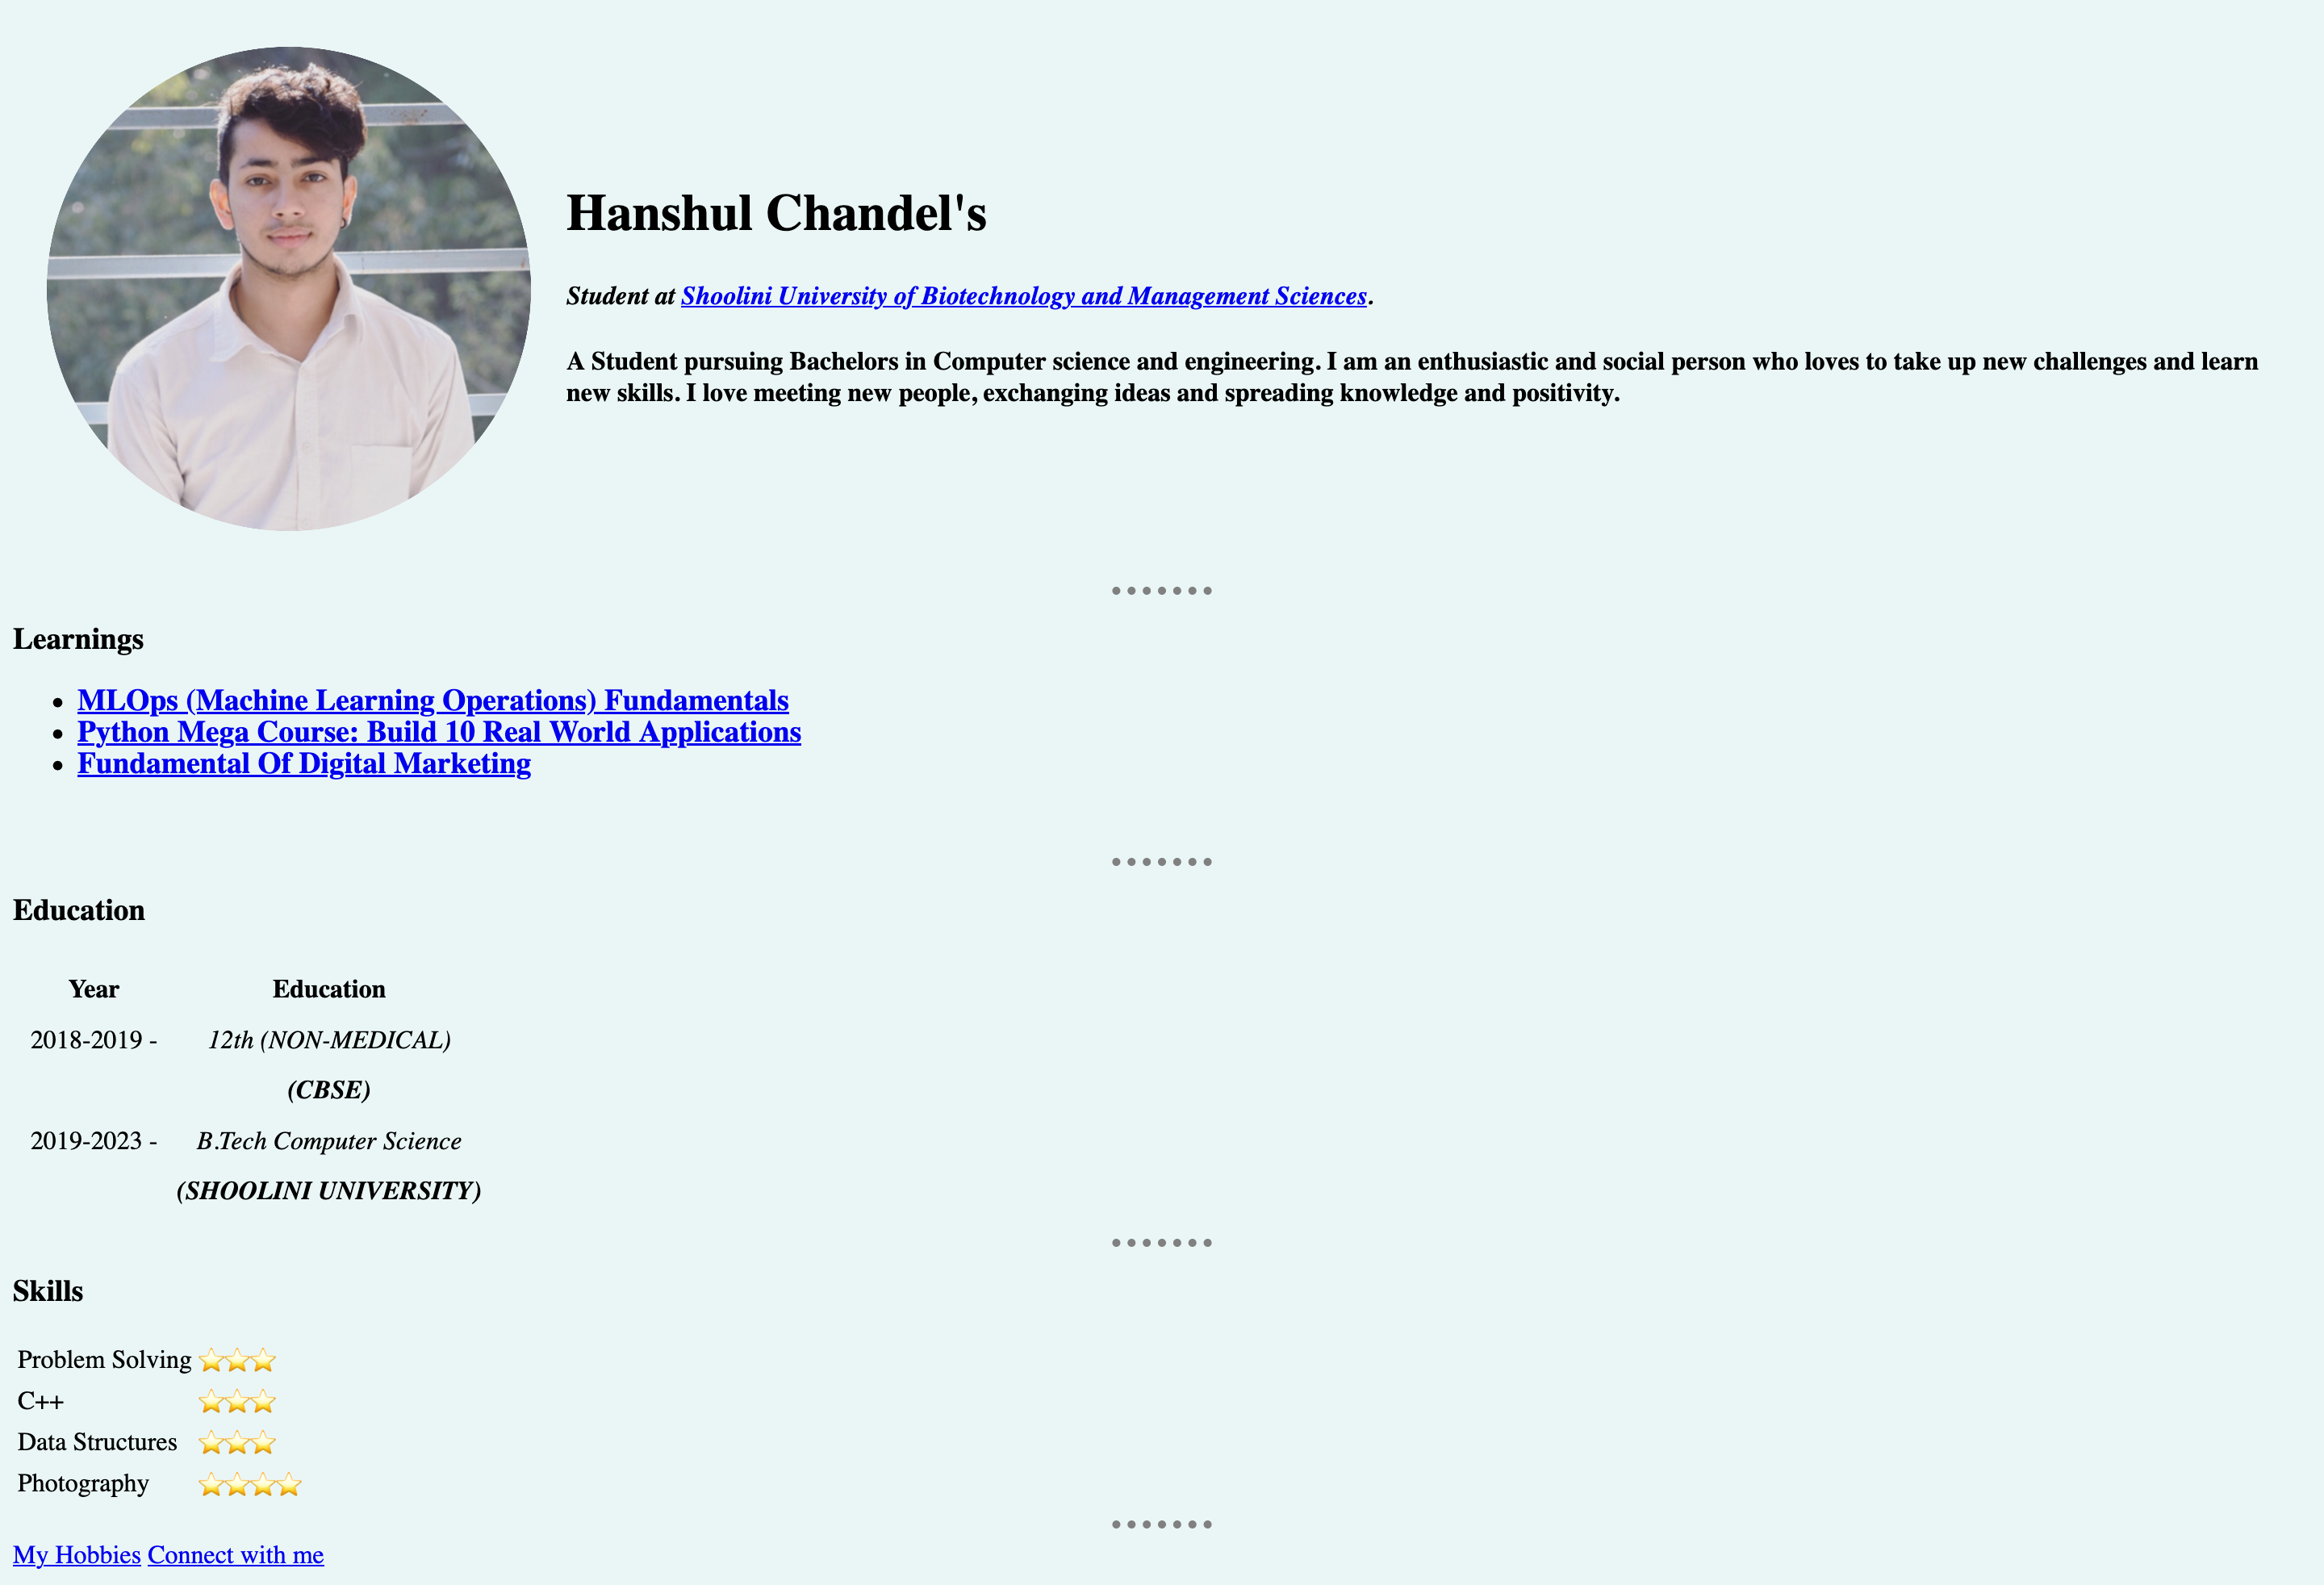 Hanshul Chandel's
Student at Shoolini University of Biotechnology and Management Sciences.
A Student pursuing Bachelors in Computer science and engineering. I am an enthusiastic and social person who loves to take up new challenges and learn
new skills. I love meeting new people, exchanging ideas and spreading knowledge and positivity.
Learnings
• MLOps (Machine Learning Operations) Fundamentals
• Python Mega Course: Build 10 Real World Applications
• Fundamental Of Digital Marketing
Education
Year Education
2018-2019 - 12th (NON-MEDICAL)
(CBSE)
2019-2023 - B.Tech Computer Science
(SHOOLINI UNIVERSITY)
Skills
Problem Solving ⭐⭐⭐
C++ ⭐⭐⭐
Data Structures ⭐⭐⭐
Photography ⭐⭐⭐⭐
My Hobbies Connect with me